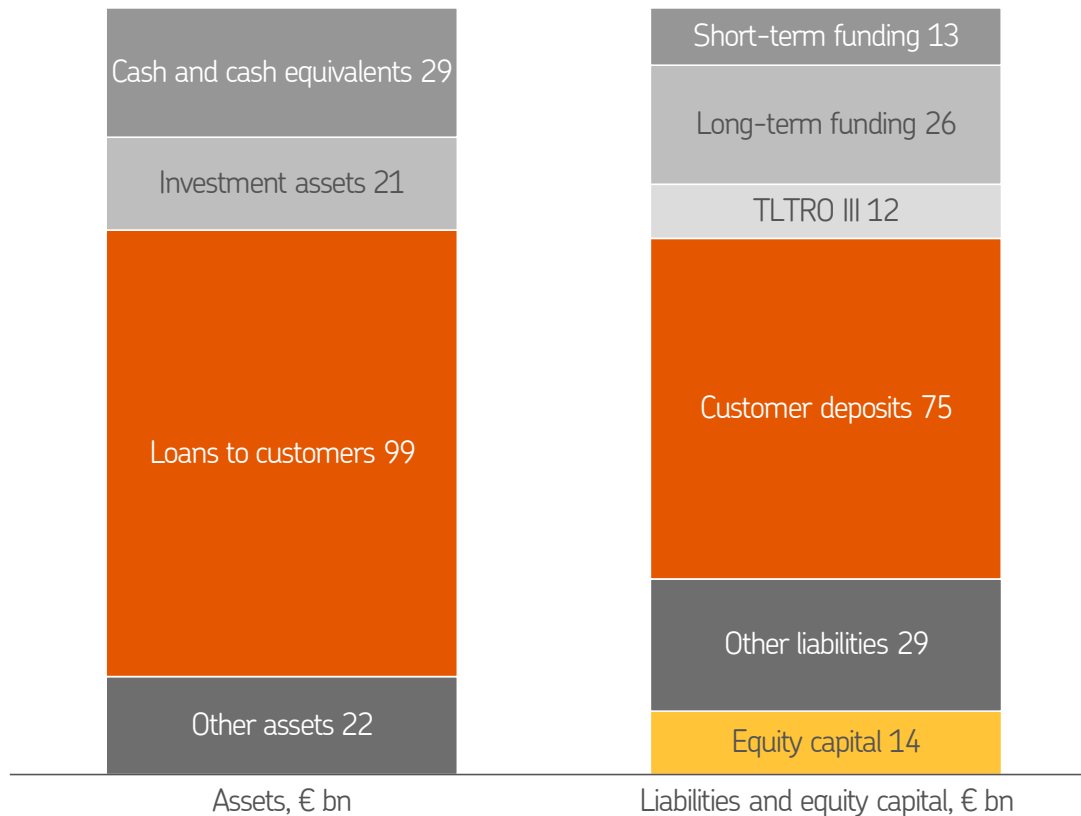 Cash and cash equivalents 29
Investment assets 21
Loans to customers 99
Other assets 22
Assets, € bn
Short-term funding 13
Long-term funding 26
TLTRO III 12
Customer deposits 75
Other liabilities 29
Equity capital 14
Liabilities and equity capital, € bn